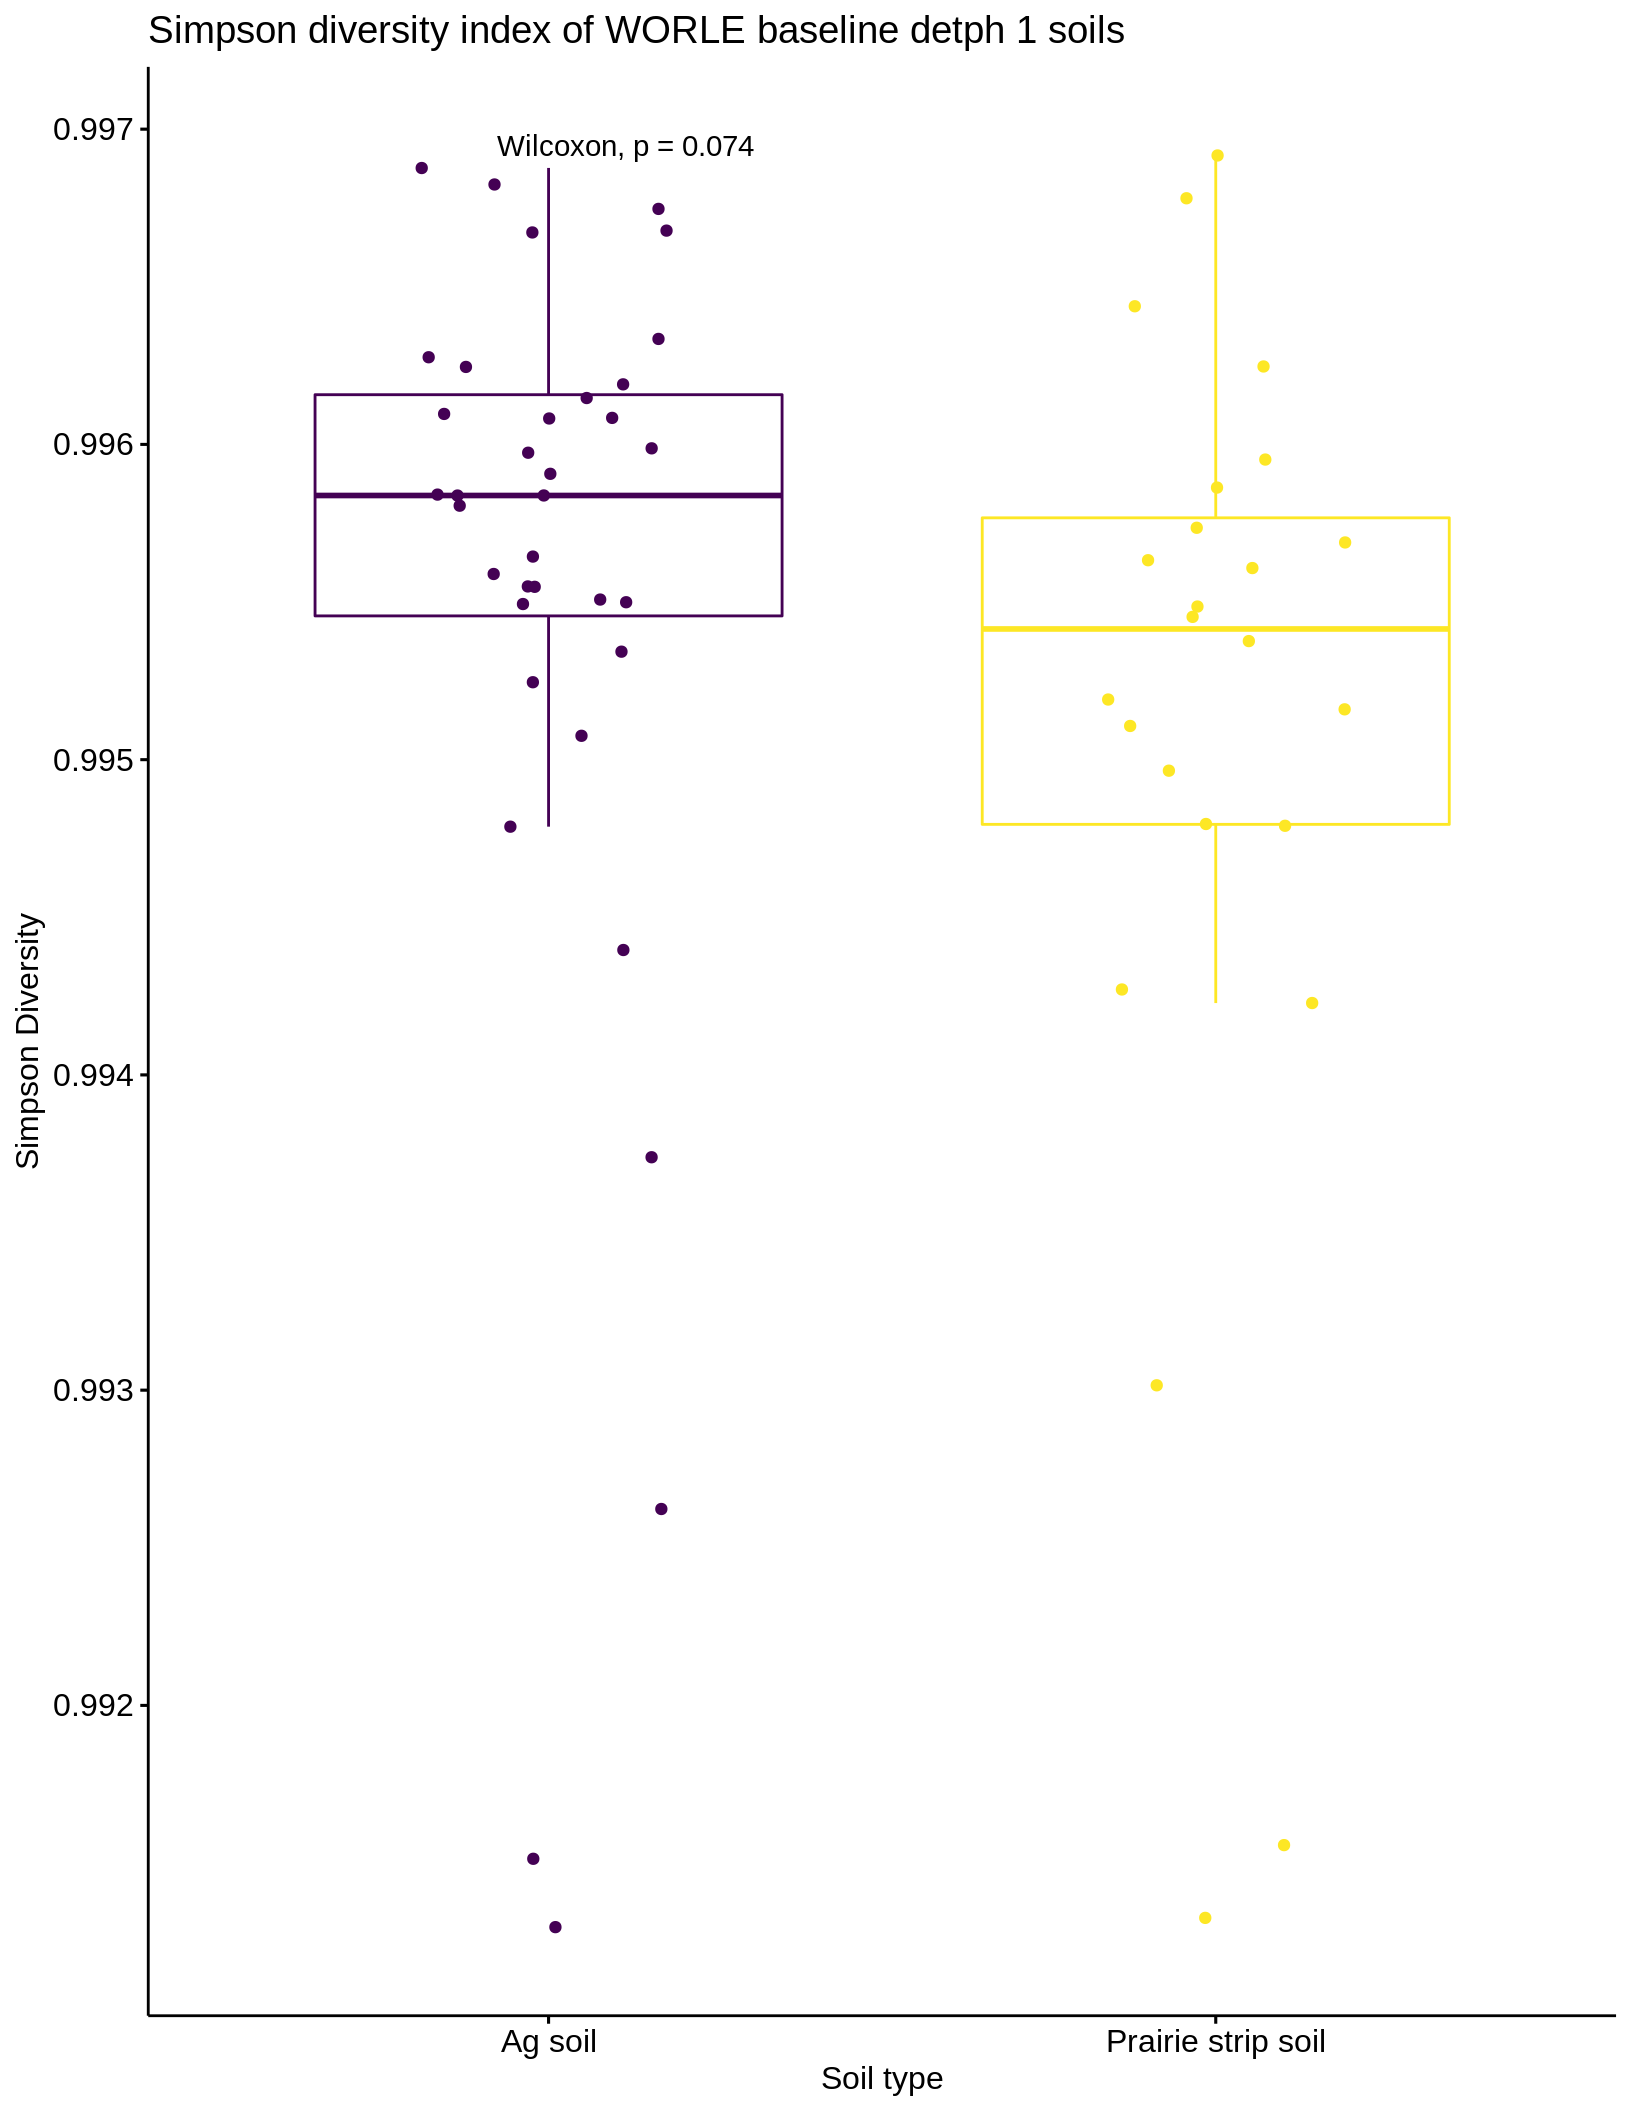 Simpson diversity index of WORLE baseline detph 1 soils
Wilcoxon, p = 0.074
0.997
0.996
0.995
0.994
0.993
0.992
Simpson Diversity
Ag soil
Prairie strip soil
Soil type